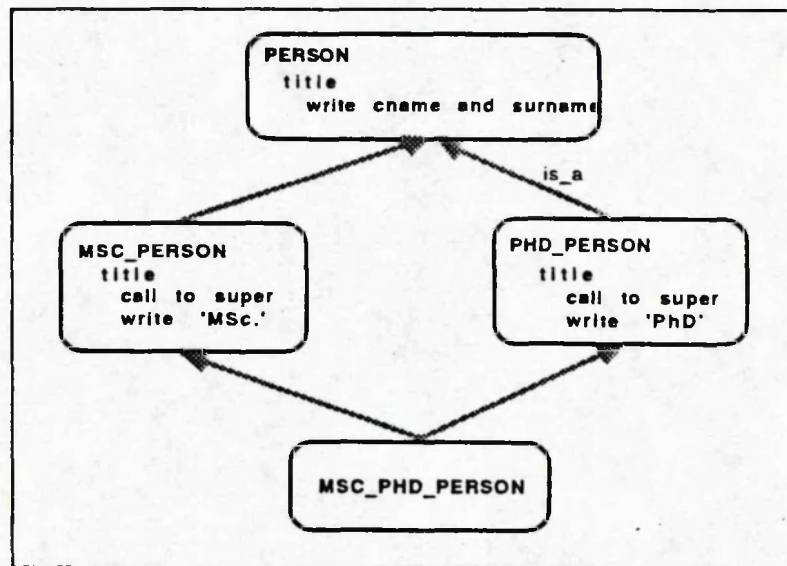 PERSON
title
write cname and surname
is_a
MSC_PERSON
title
call to super
write 'MSc.'
PHD_PERSON
title
call to super
write 'PhD'
MSC_PHD_PERSON